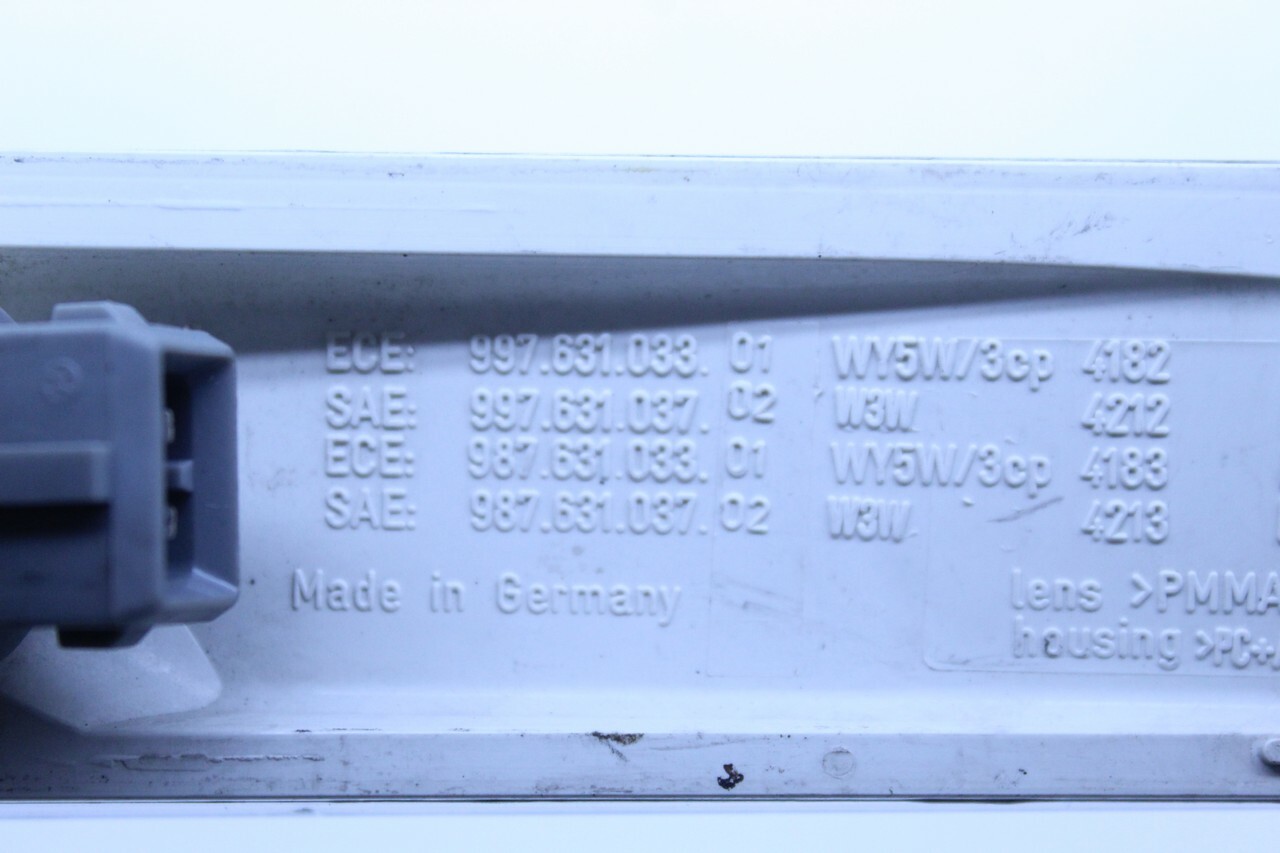 ECE: 997.631.033. 01 WY5W/3cp 4182
SAE: 997.631.037. 02 W3W 4212
ECE: 987.631.033. 01 WY5W/3cp 4183
SAE: 987.631.037. 02 W3W 4213
Made in Germany
lens >PMMA
housing >PC+